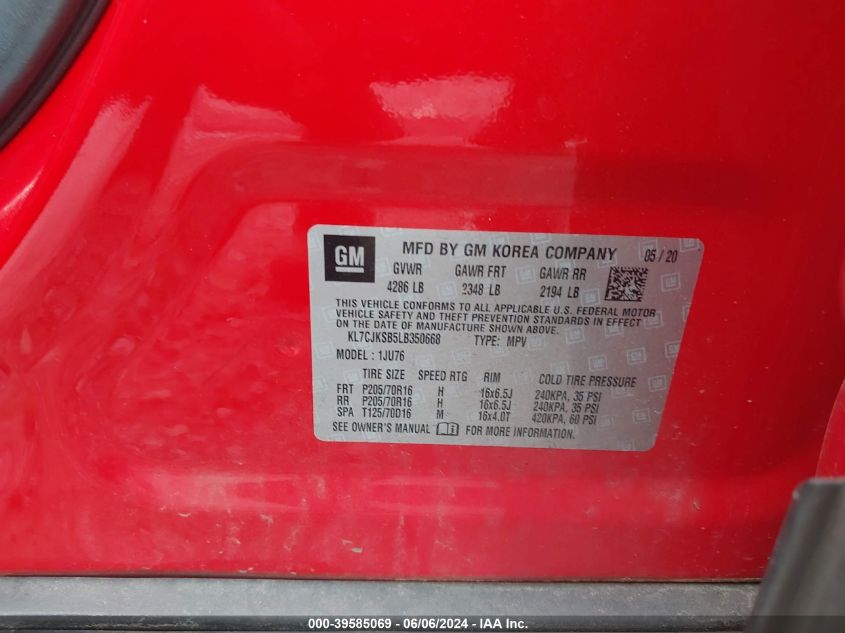 GM MFD BY GM KOREA COMPANY 05 / 20
GVWR GAWR FRT GAWR RR
4286 LB 2348 LB 2194 LB
THIS VEHICLE CONFORMS TO ALL APPLICABLE U.S. FEDERAL MOTOR
VEHICLE SAFETY AND THEFT PREVENTION STANDARDS IN EFFECT
ON THE DATE OF MANUFACTURE SHOWN ABOVE.
KL7CJKSB5LB350668 TYPE: MPV
MODEL : 1JU76
TIRE SIZE SPEED RTG RIM COLD TIRE PRESSURE
FRT P205/70R16 H 16x6.5J 240KPA, 35 PSI
RR P205/70R16 H 16x6.5J 240KPA, 35 PSI
SPA T125/70D16 M 16x4.0T 420KPA, 60 PSI
SEE OWNER'S MANUAL FOR MORE INFORMATION.
000-39585069 - 06/06/2024 - IAA Inc.